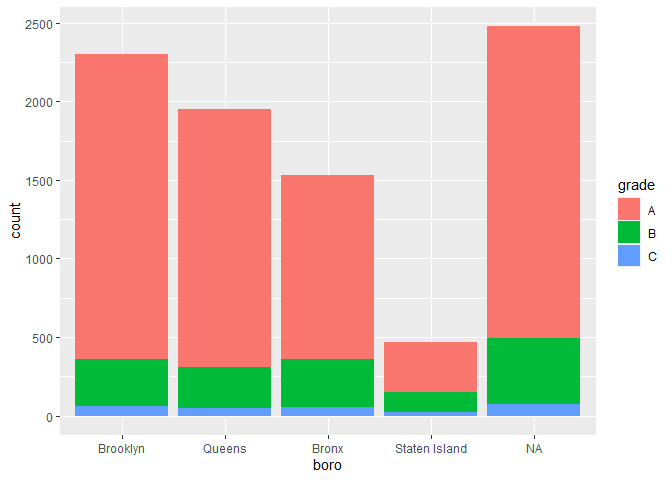 2500
2000
1500
1000
500
0
count
Brooklyn Queens Bronx Staten Island NA
boro
grade
A
B
C